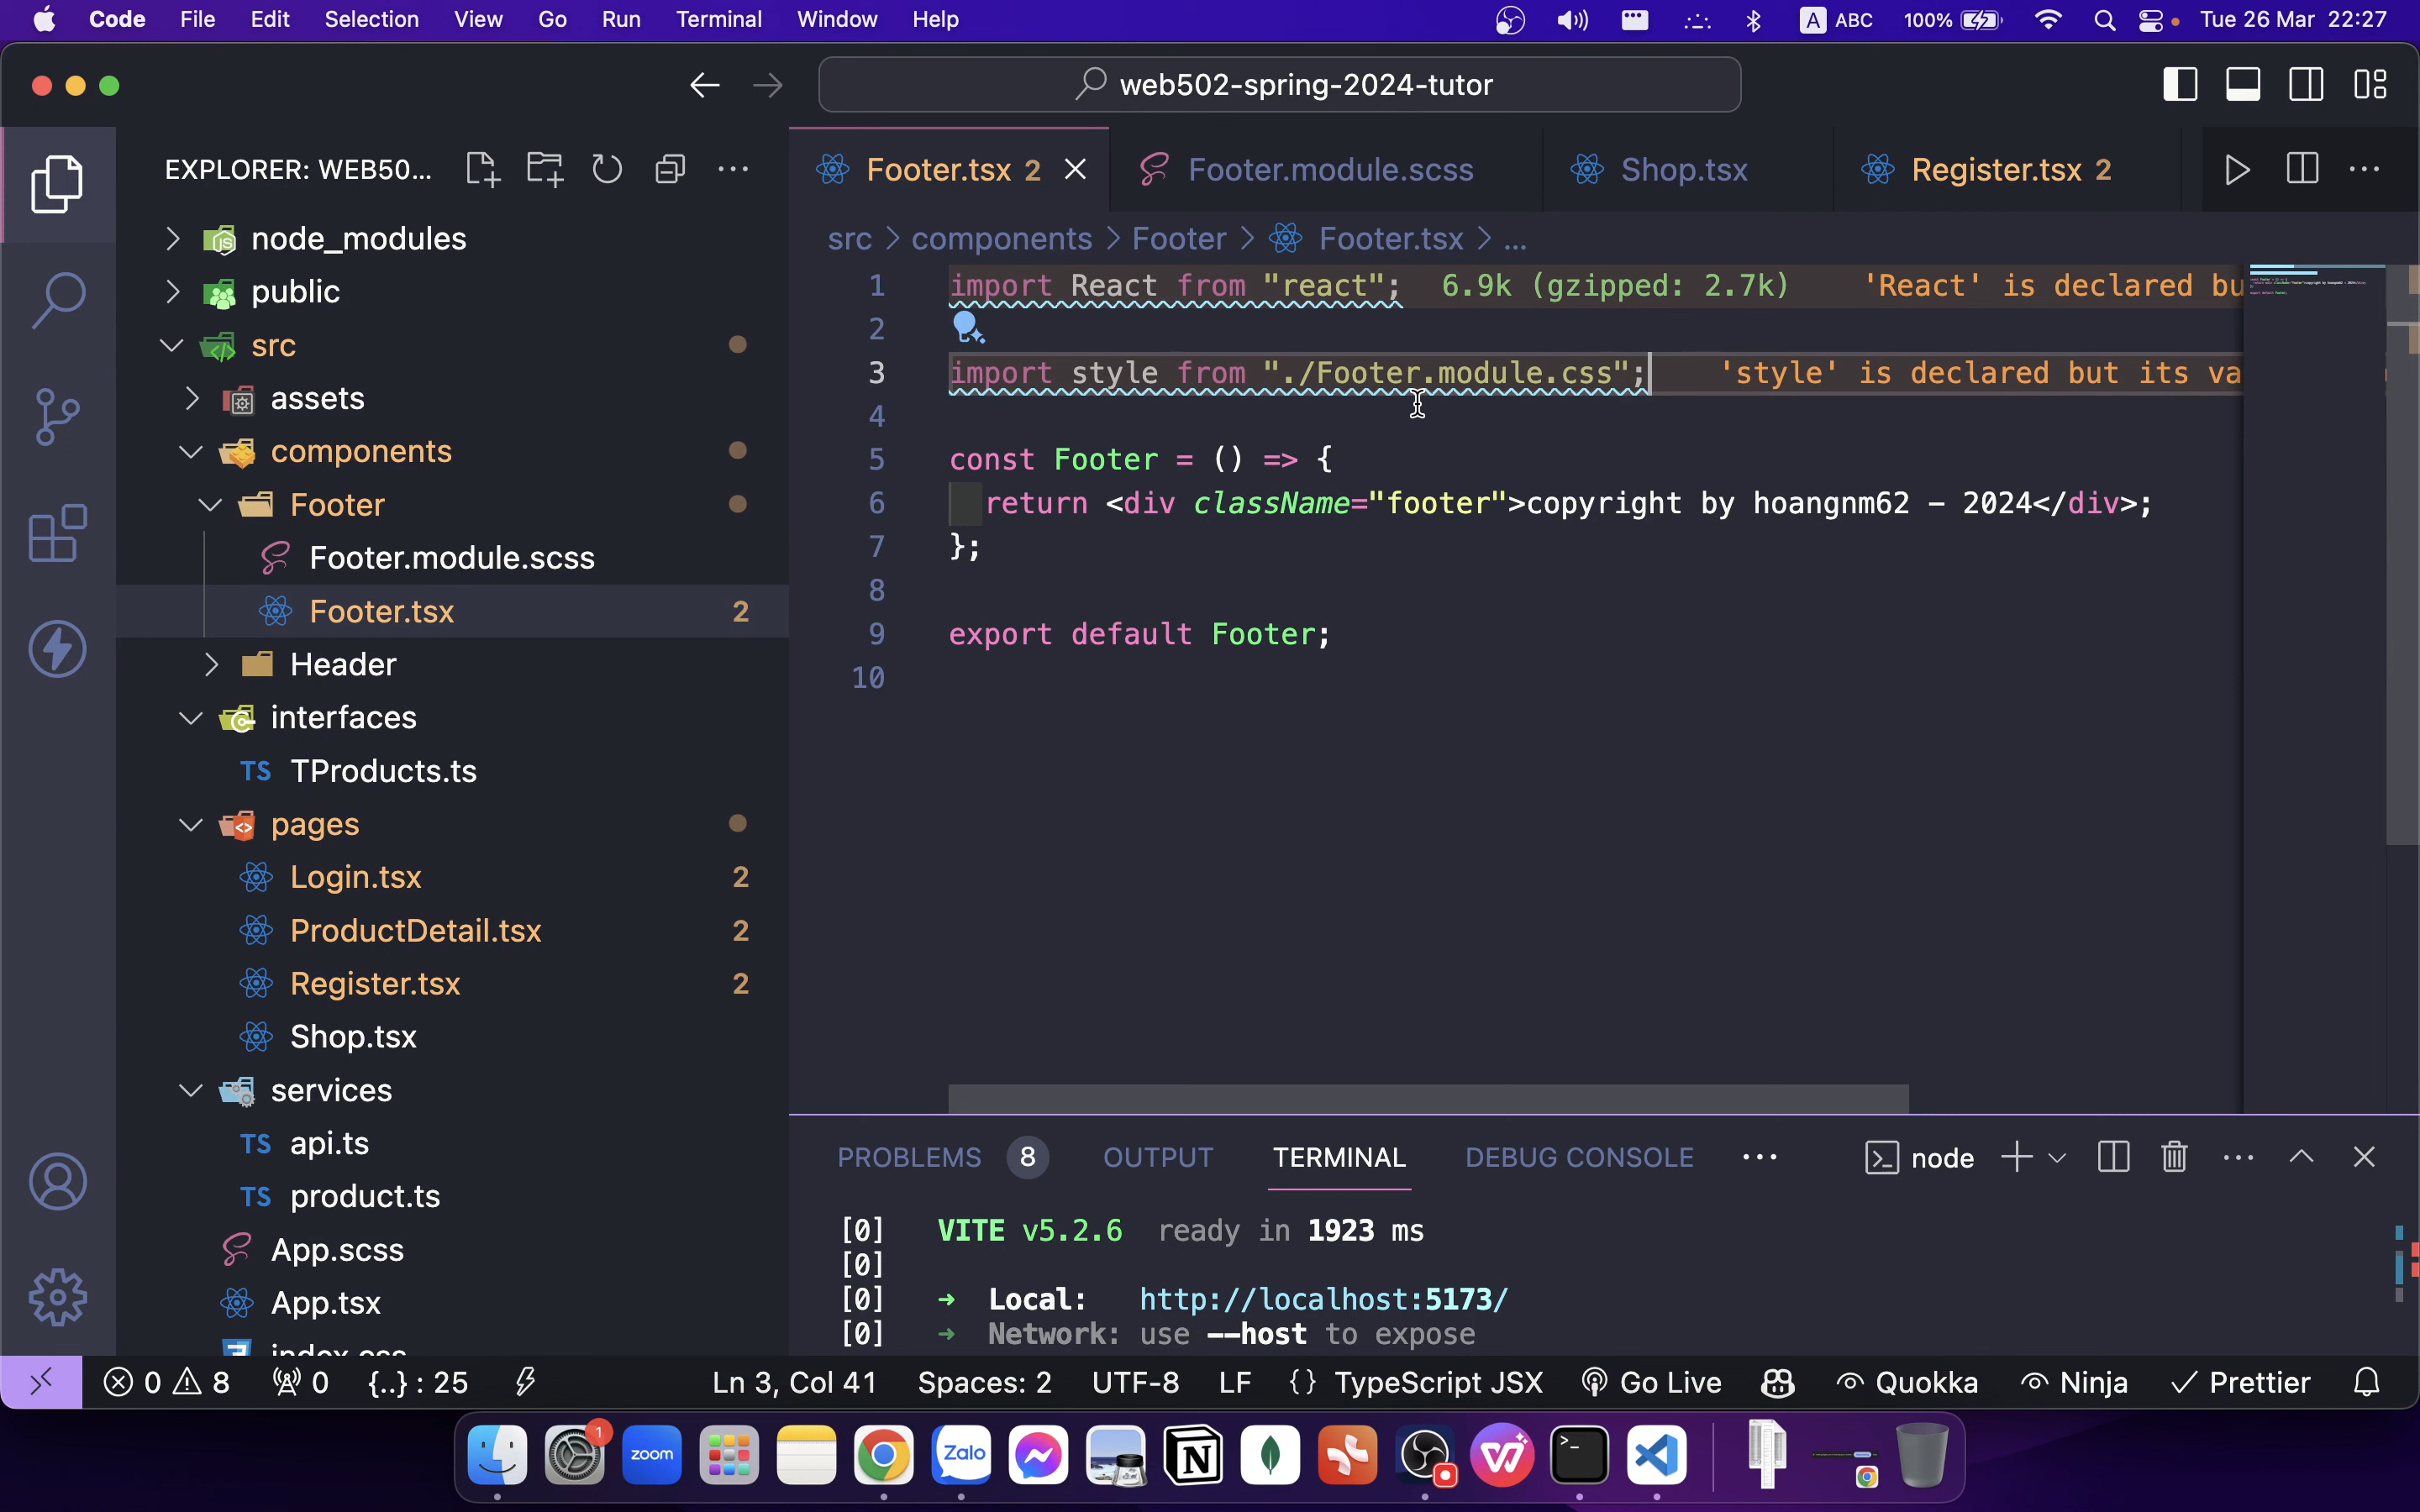 Code File Edit Selection View Go Run Terminal Window Help A ABC 100% Tue 26 Mar 22:27
web502-spring-2024-tutor
EXPLORER: WEB50...
Footer.tsx 2
Footer.module.scss
Shop.tsx
Register.tsx 2
node_modules
public
src
assets
components
Footer
Footer.module.scss
Footer.tsx 2
Header
interfaces
TS TProducts.ts
pages
Login.tsx 2
ProductDetail.tsx 2
Register.tsx 2
Shop.tsx
services
TS api.ts
TS product.ts
App.scss
App.tsx
src > components > Footer > Footer.tsx > ...
1 import React from "react"; 6.9k (gzipped: 2.7k) 'React' is declared bu
2
3 import style from "./Footer.module.css"; 'style' is declared but its va
4
5 const Footer = () => {
6 return <div className="footer">copyright by hoangnm62 - 2024</div>;
7 };
8
9 export default Footer;
10
PROBLEMS 8 OUTPUT TERMINAL DEBUG CONSOLE ... node
[0] VITE v5.2.6 ready in 1923 ms
[0]
[0] ➜ Local: http://localhost:5173/
[0] ➜ Network: use --host to expose
0 8 0 {..} : 25 Ln 3, Col 41 Spaces: 2 UTF-8 LF {} TypeScript JSX Go Live Quokka Ninja Prettier
1
zoom
Zalo